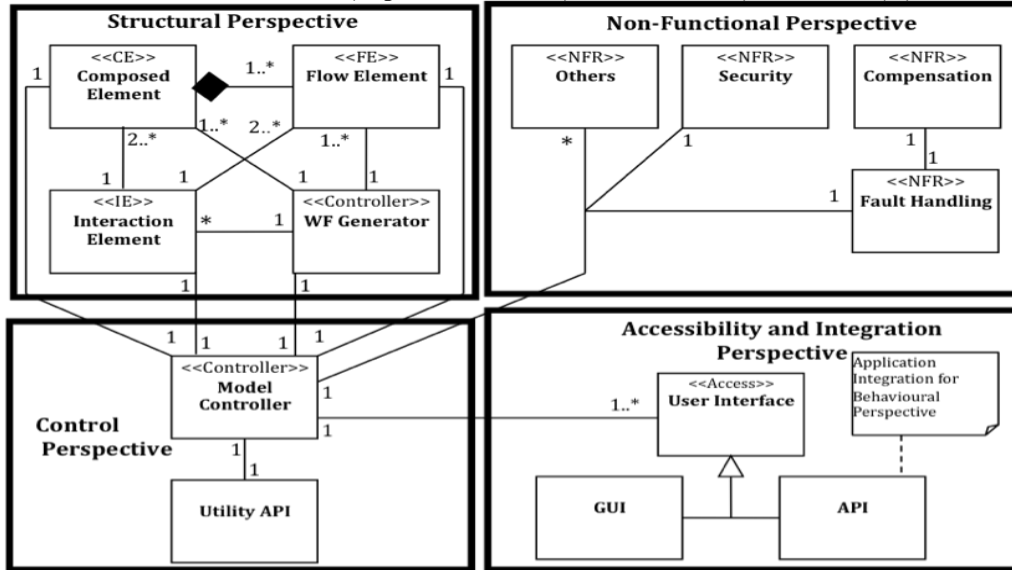 Structural Perspective
<<CE>>
Composed
Element
1
1..*
<<FE>>
Flow Element
1
2..*
1..*
2..*
1..*
1
1
1
1
<<IE>>
Interaction
Element
*
1
<<Controller>>
WF Generator
1
1
Non-Functional Perspective
<<NFR>>
Others
<<NFR>>
Security
<<NFR>>
Compensation
*
1
1
1
1
<<NFR>>
Fault Handling
Control
Perspective
1
1
1
1
<<Controller>>
Model
Controller
1
1
1
1
Utility API
Accessibility and Integration
Perspective
Application
Integration for
Behavioural
Perspective
1..*
<<Access>>
User Interface
GUI
API